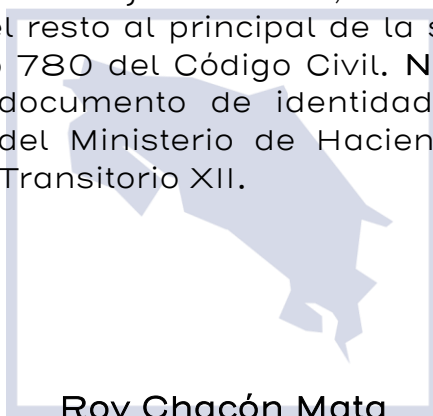 el resto al principal de la s
780 del Código Civil. N
documento de identidad
del Ministerio de Hacien
Transitorio XII.
Roy Chacón Mata